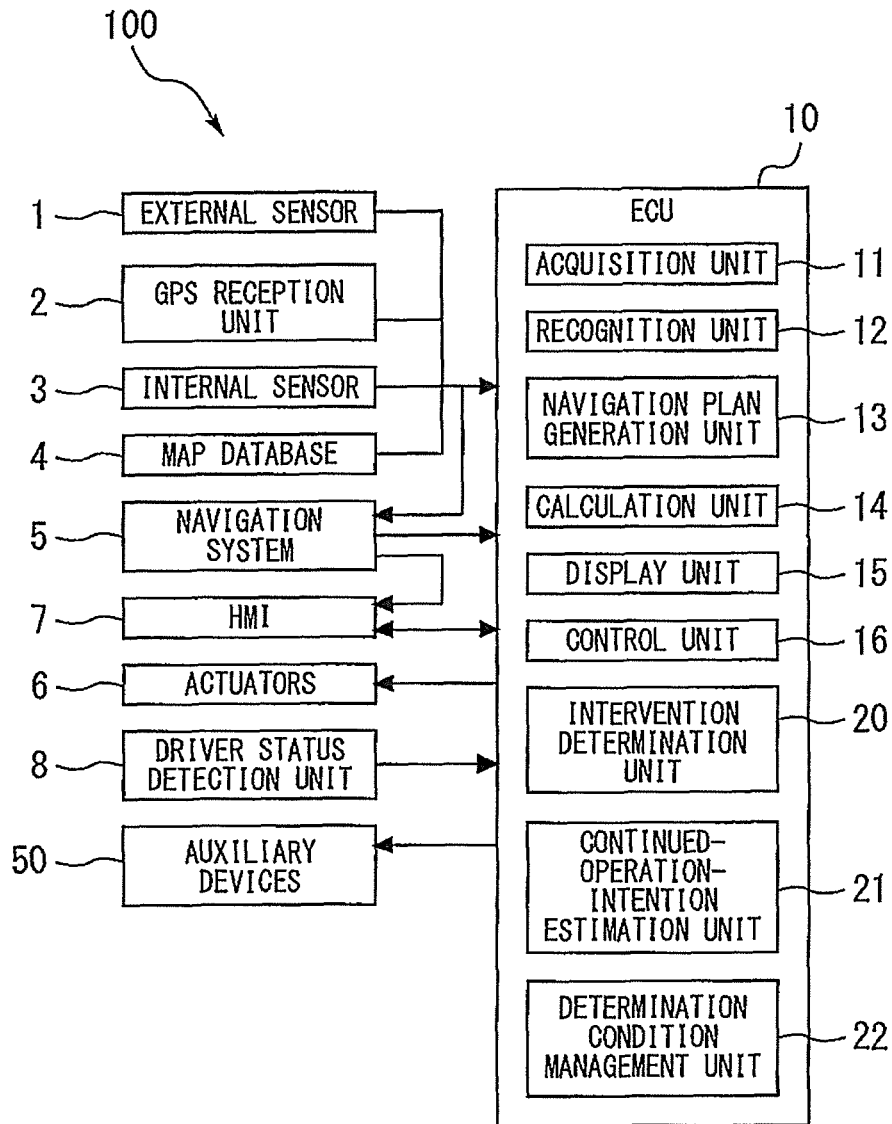 100
10
1
EXTERNAL SENSOR
2
GPS RECEPTION
UNIT
3
INTERNAL SENSOR
4
MAP DATABASE
5
NAVIGATION
SYSTEM
7
HMI
6
ACTUATORS
8
DRIVER STATUS
DETECTION UNIT
50
AUXILIARY
DEVICES
ECU
ACQUISITION UNIT
11
RECOGNITION UNIT
12
NAVIGATION PLAN
GENERATION UNIT
13
CALCULATION UNIT
14
DISPLAY UNIT
15
CONTROL UNIT
16
INTERVENTION
DETERMINATION
UNIT
20
CONTINUED-
OPERATION-
INTENTION
ESTIMATION UNIT
21
DETERMINATION
CONDITION
MANAGEMENT UNIT
22